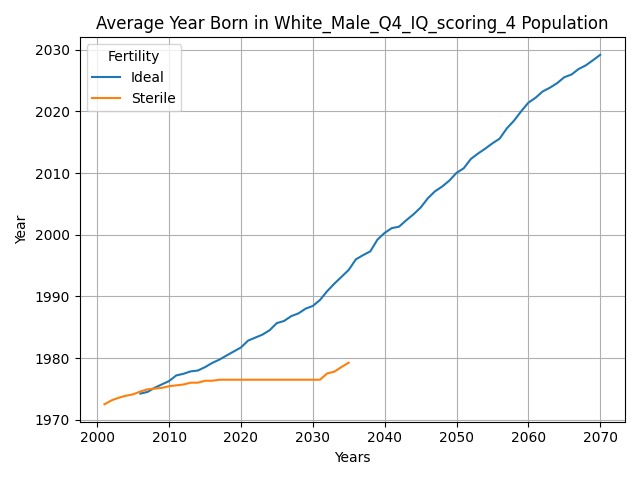 Average Year Born in White_Male_Q4_IQ_scoring_4 Population
Fertility
Ideal
Sterile
2030
2020
2010
2000
1990
1980
1970
Year
2000 2010 2020 2030 2040 2050 2060 2070
Years